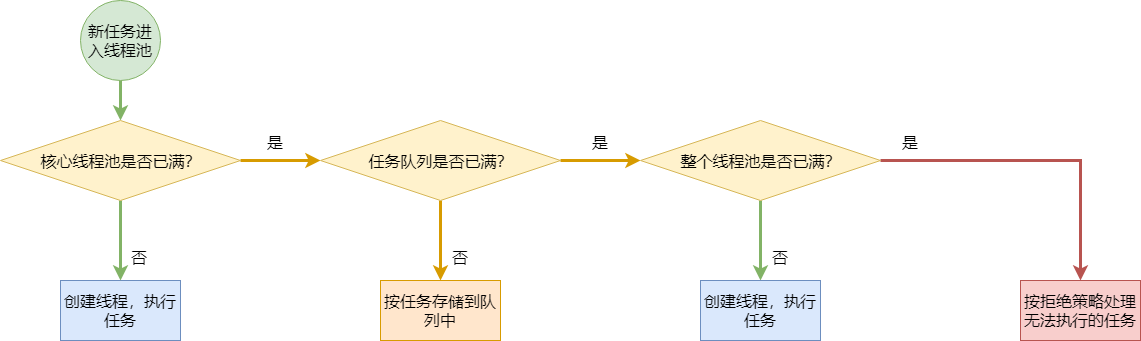 新任务进
入线程池
核心线程池是否已满？
是
任务队列是否已满？
是
整个线程池是否已满？
是
否
否
否
创建线程，执行
任务
按任务存储到队
列中
创建线程，执行
任务
按拒绝策略处理
无法执行的任务